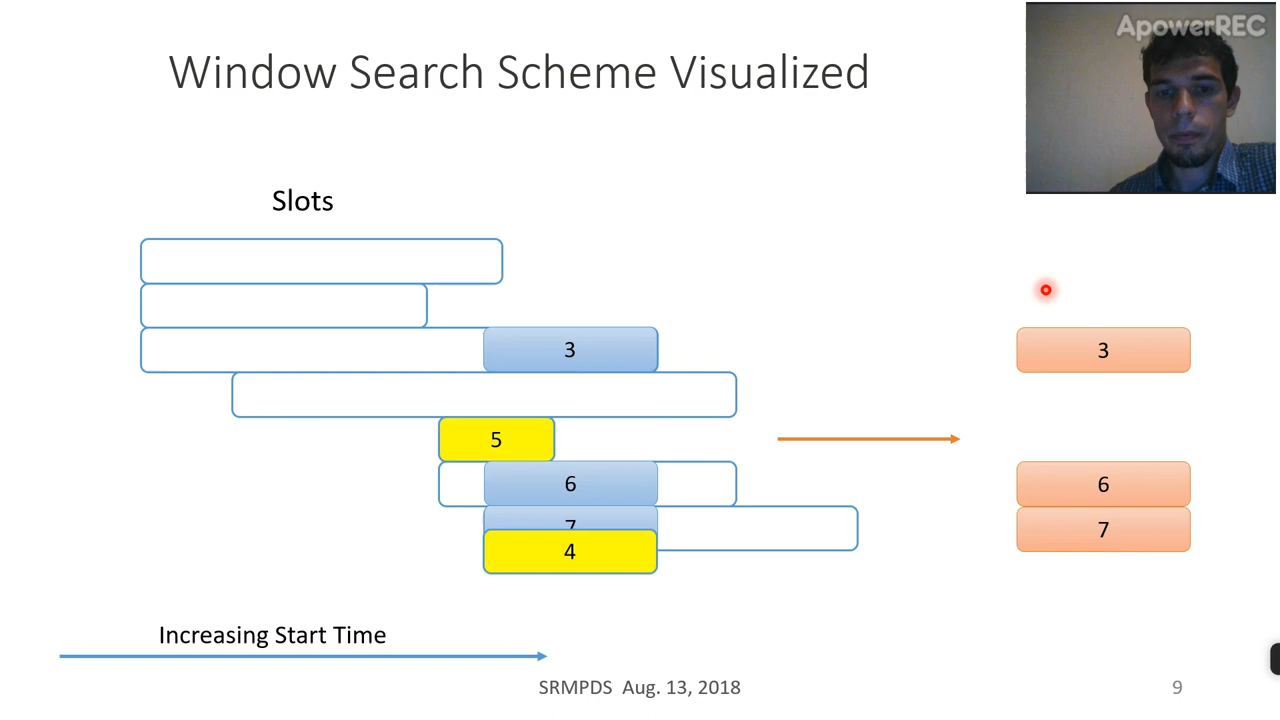 ApowerREC
Window Search Scheme Visualized
Slots
3
3
5
6
6
7
7
4
Increasing Start Time
SRMPDS Aug. 13, 2018
9